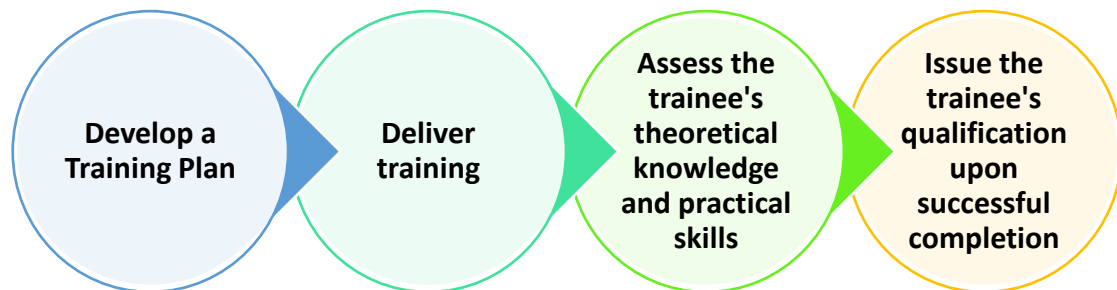 Develop a
Training Plan
Deliver
training
Assess the
trainee's
theoretical
knowledge
and practical
skills
Issue the
trainee's
qualification
upon
successful
completion